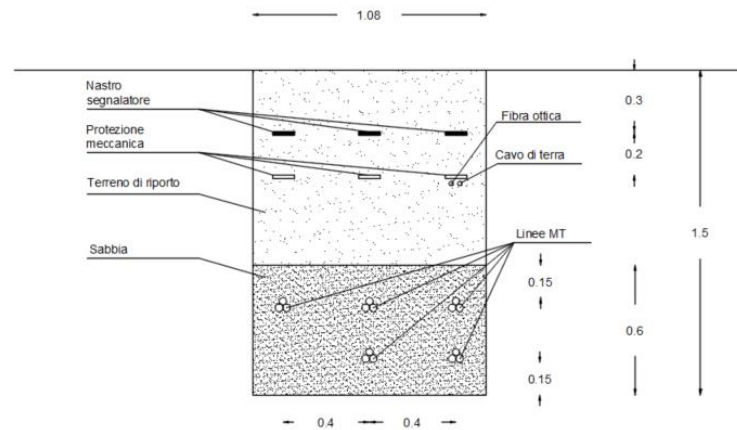 1.08
Nastro
segnalatore
0.3
Fibra ottica
Protezione
meccanica
0.2
Cavo di terra
Terreno di riporto
Linee MT
1.5
Sabbia
0.15
0.6
0.15
0.4 0.4